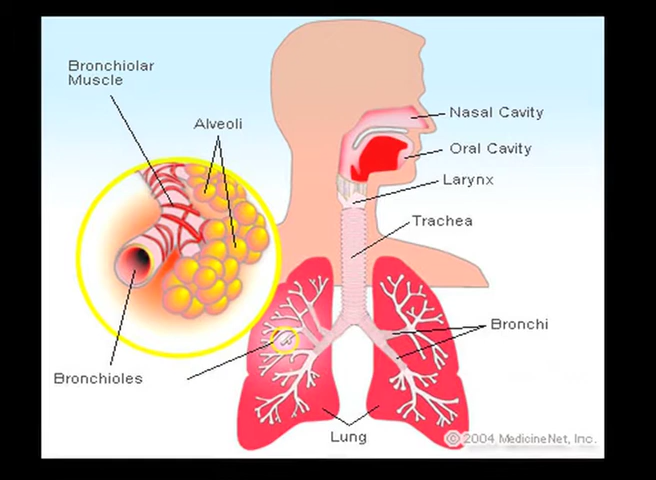 Bronchiolar
Muscle
Alveoli
Nasal Cavity
Oral Cavity
Larynx
Trachea
Bronchi
Bronchioles
Lung
© 2004 MedicineNet, Inc.